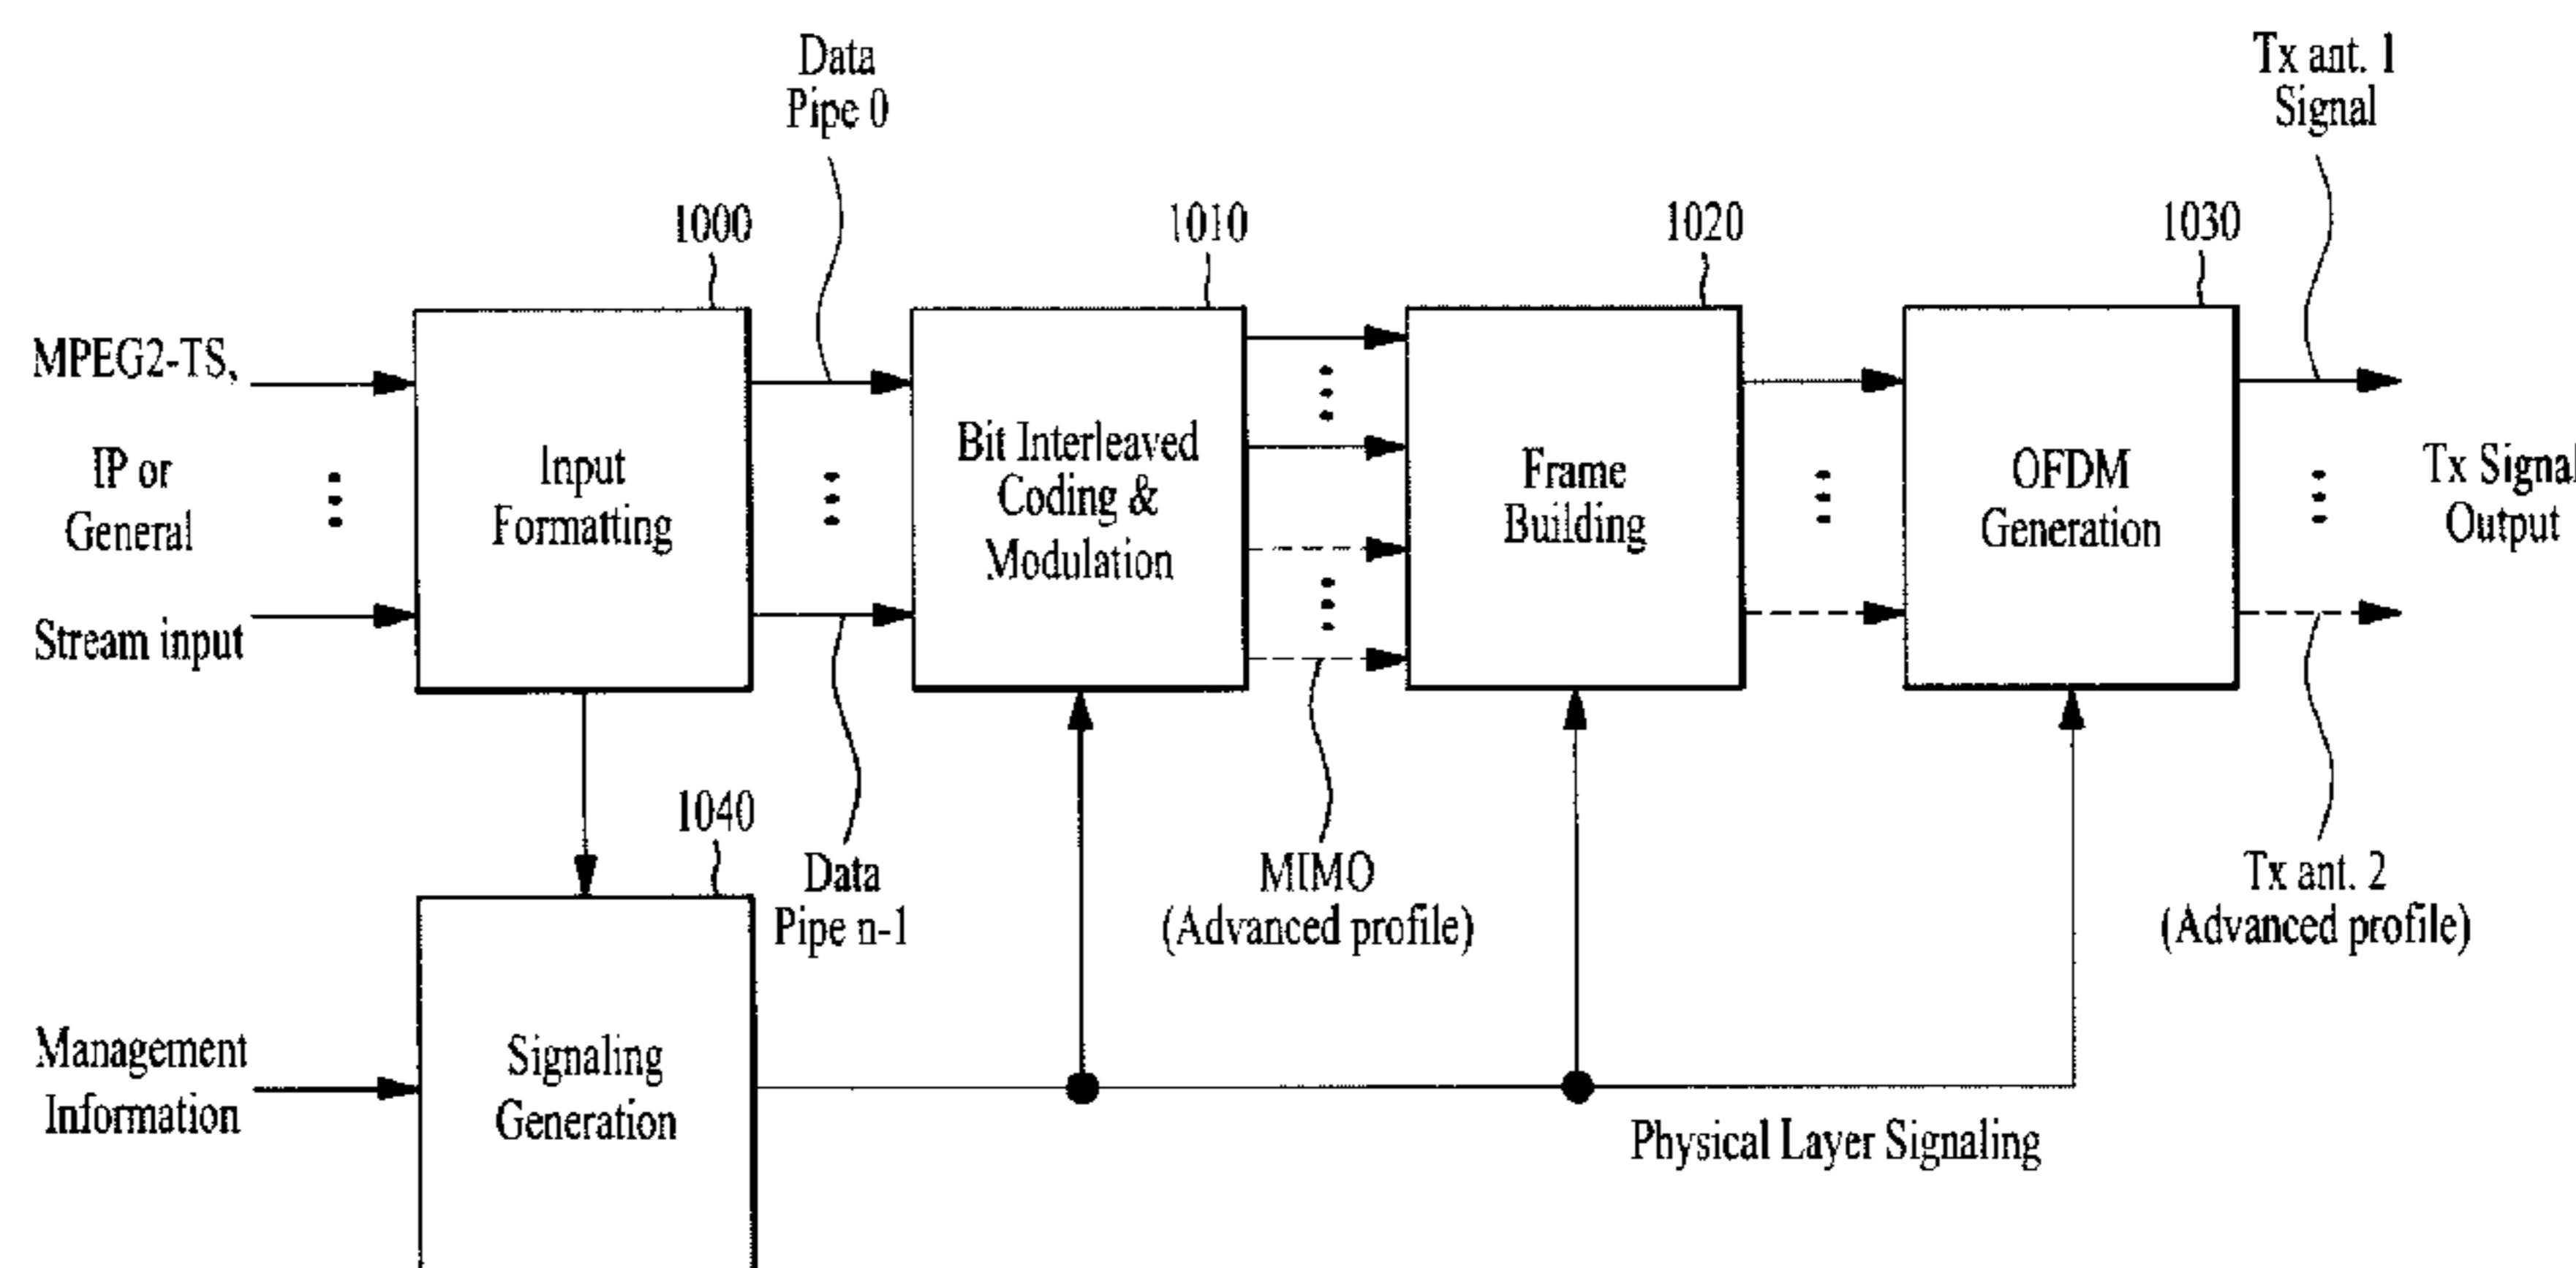 Data
Pipe 0
Tx ant. 1
Signal
1000
1010
1020
1030
MPEG2-TS,
IP or
General
Stream input
Input
Formatting
Bit Interleaved
Coding &
Modulation
Frame
Building
OFDM
Generation
Tx Signal
Output
1040
Data
Pipe n-1
MIMO
(Advanced profile)
Tx ant. 2
(Advanced profile)
Management
Information
Signaling
Generation
Physical Layer Signaling